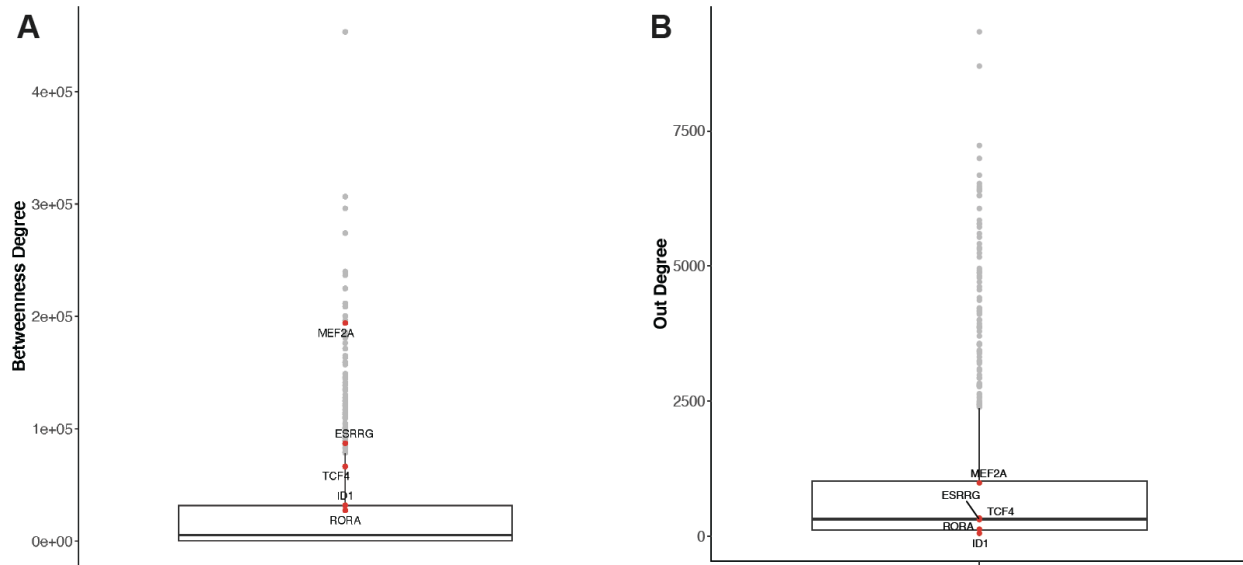 A
Betweenness Degree
4e+05
3e+05
2e+05
1e+05
0e+00
MEF2A
ESRRG
TCF4
ID1
RORA
B
Out Degree
7500
5000
2500
0
MEF2A
ESRRG
TCF4
RORA
ID1